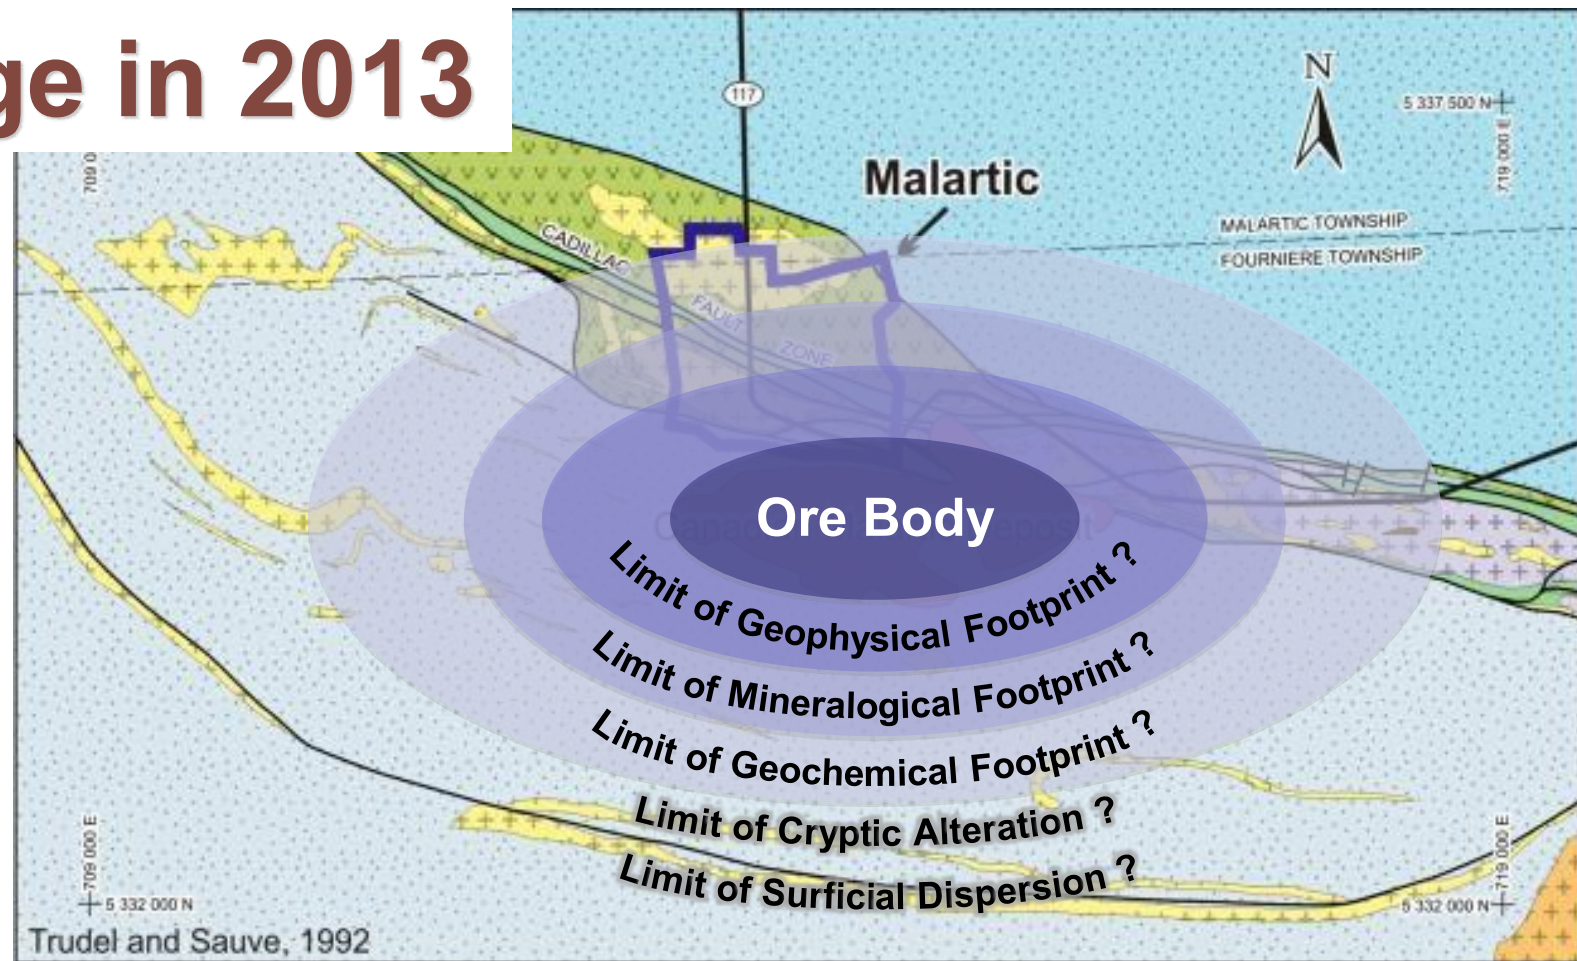 ge in 2013
117
N
5 337 500 N
709 0
719 000 E
Malartic
MALARTIC TOWNSHIP
FOURNIERE TOWNSHIP
CADILLAC
FAULT
ZONE
Ore Body
Limit of Geophysical Footprint ?
Limit of Mineralogical Footprint ?
Limit of Geochemical Footprint ?
Limit of Cryptic Alteration ?
Limit of Surficial Dispersion ?
709 000 E
719 000 E
5 332 000 N
5 332 000 N
Trudel and Sauve, 1992